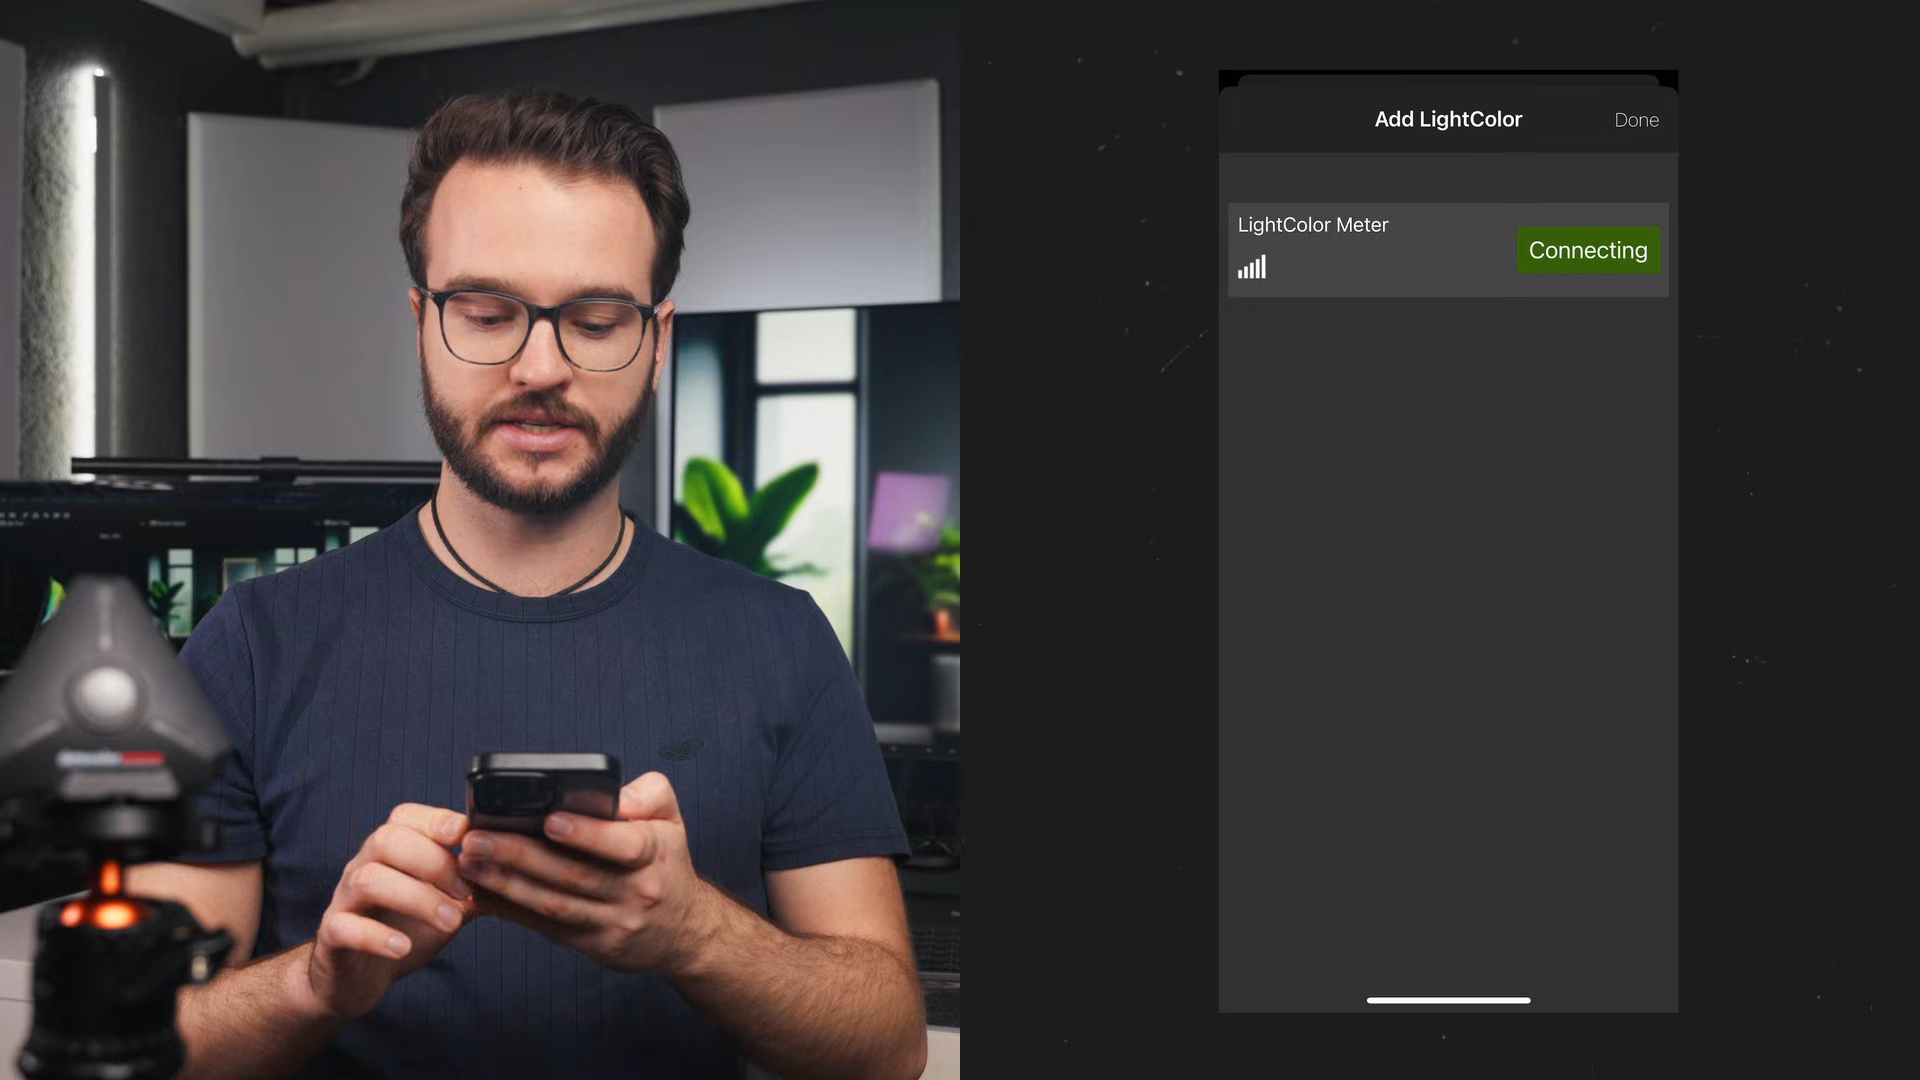 Add LightColor
Done
LightColor Meter
Connecting